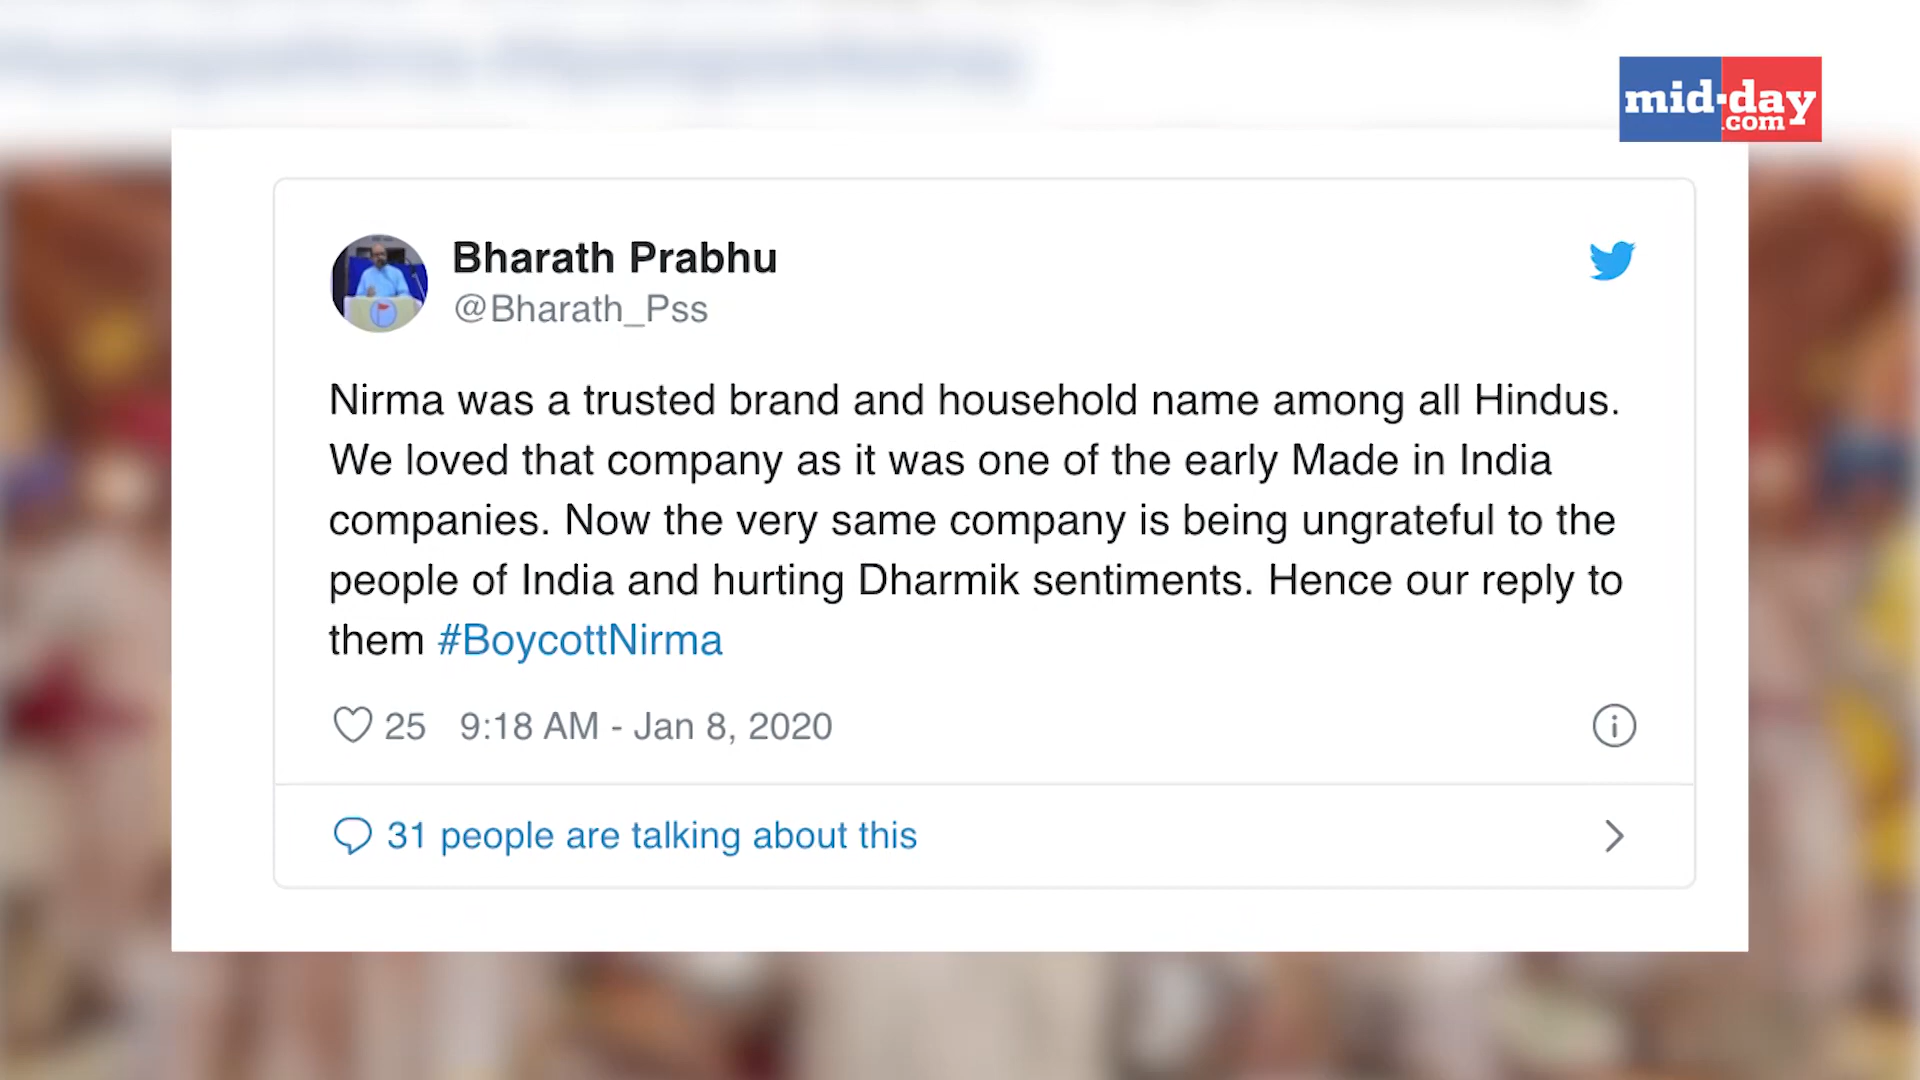 mid-day
.com
Bharath Prabhu
@Bharath_Pss
Nirma was a trusted brand and household name among all Hindus.
We loved that company as it was one of the early Made in India
companies. Now the very same company is being ungrateful to the
people of India and hurting Dharmik sentiments. Hence our reply to
them #BoycottNirma
25 9:18 AM - Jan 8, 2020
31 people are talking about this